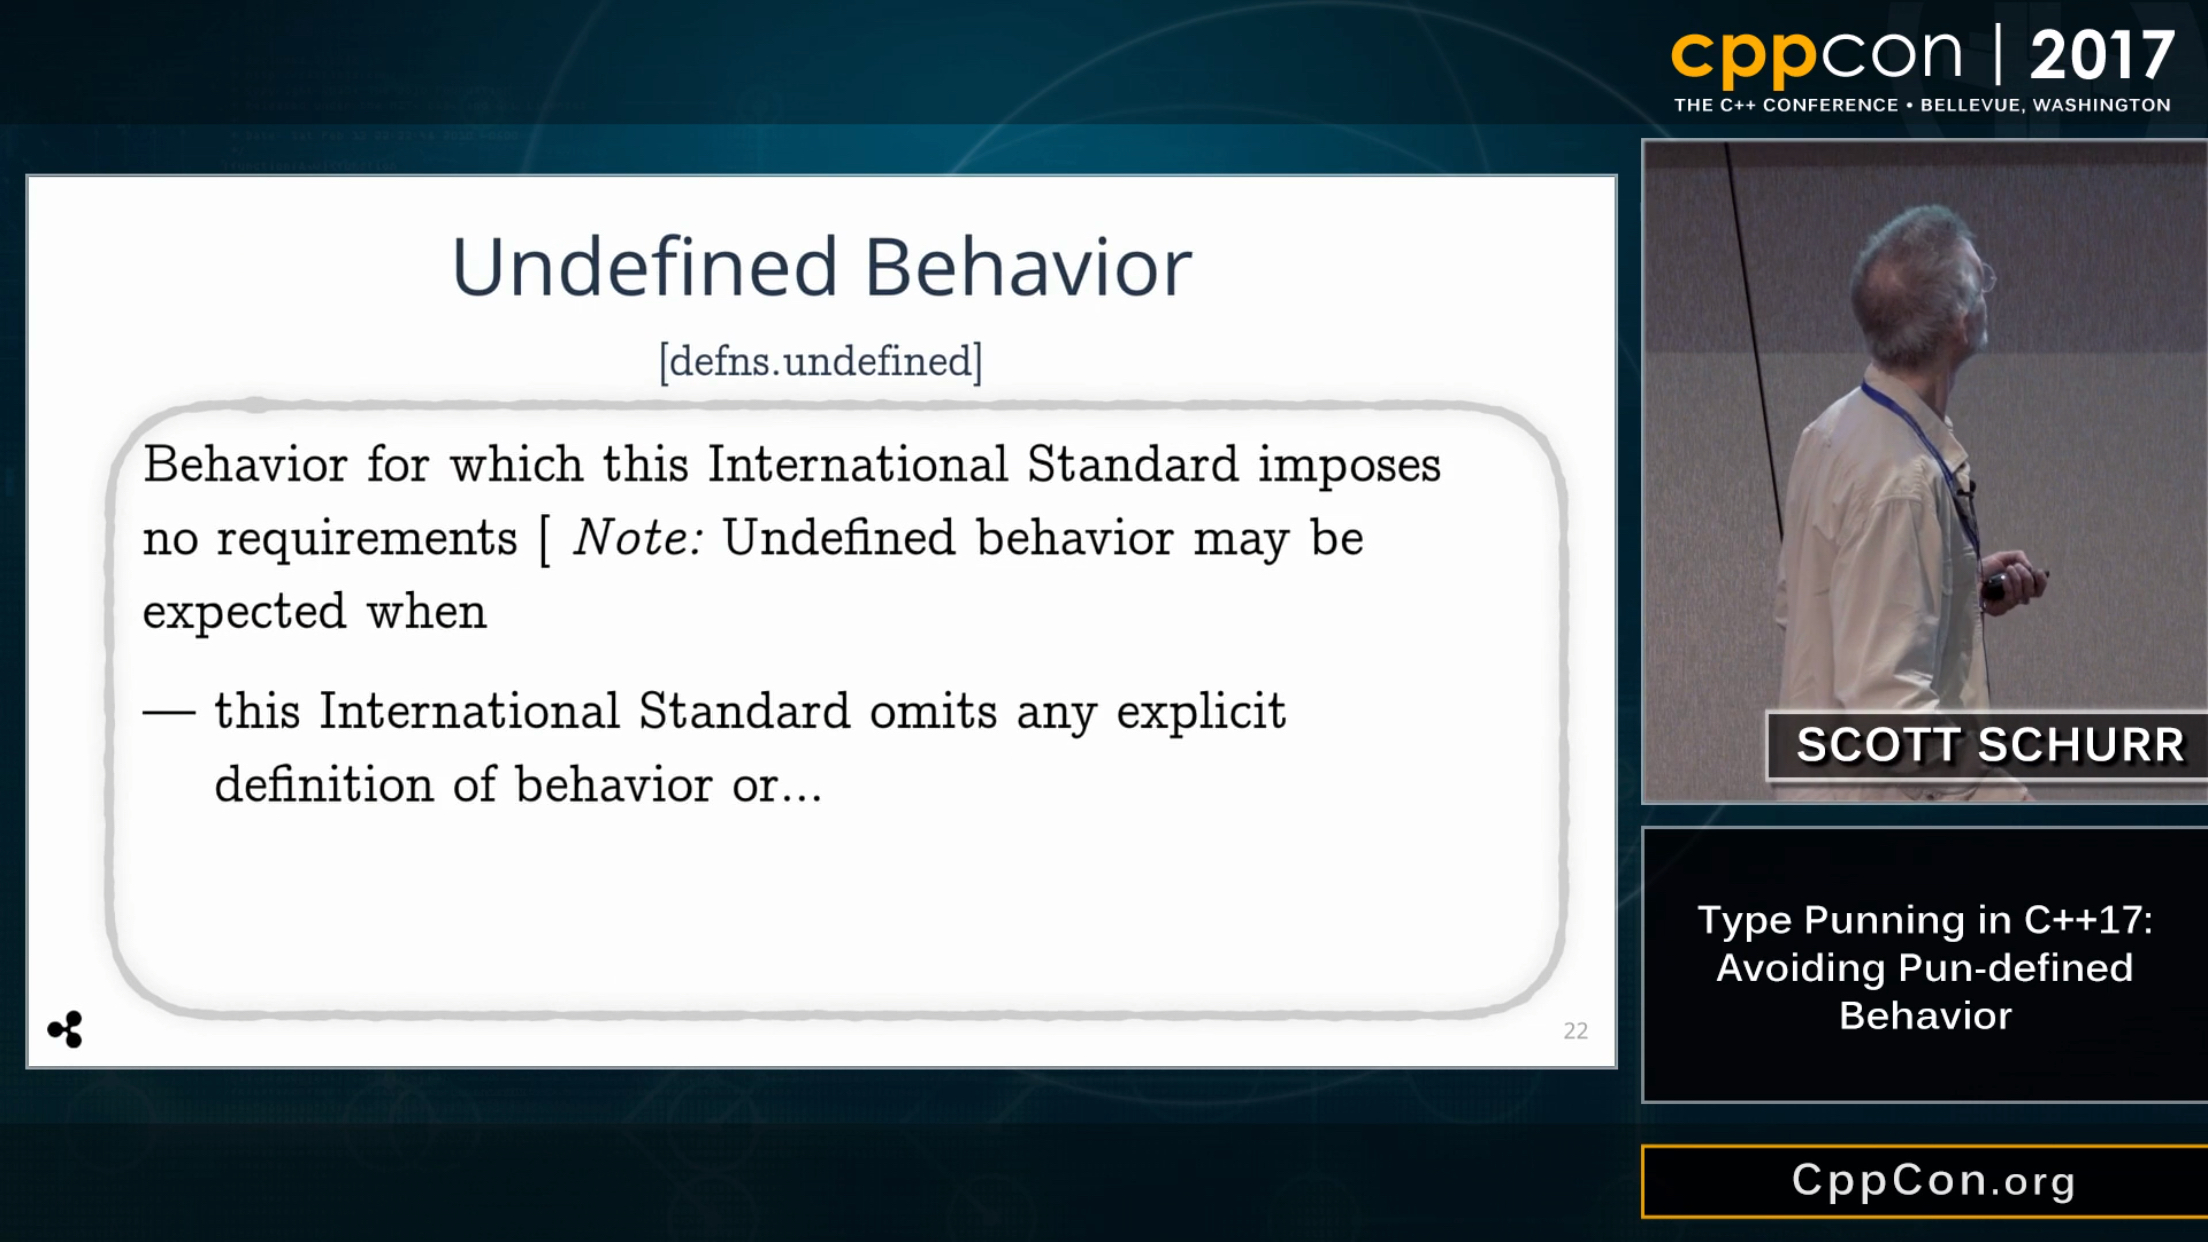 cppcon | 2017
THE C++ CONFERENCE • BELLEVUE, WASHINGTON
Undefined Behavior
[defns.undefined]
Behavior for which this International Standard imposes
no requirements [ Note: Undefined behavior may be
expected when
— this International Standard omits any explicit
definition of behavior or...
22
SCOTT SCHURR
Type Punning in C++17:
Avoiding Pun-defined
Behavior
CppCon.org